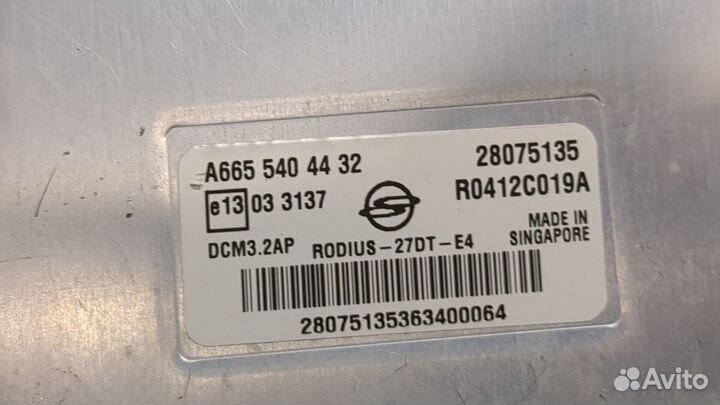 A665 540 44 32 28075135
e13 03 3137 R0412C019A
DCM3.2AP RODIUS-27DT-E4 MADE IN
SINGAPORE
28075135363400064
Avito